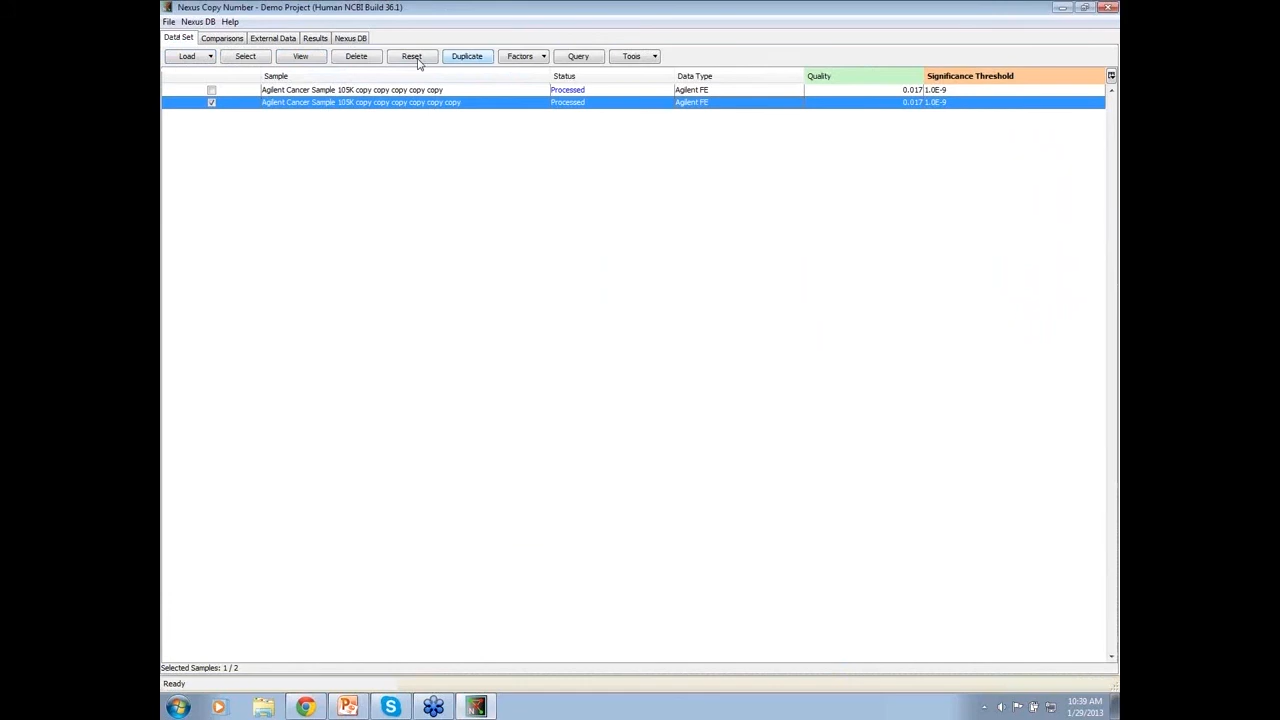 Nexus Copy Number - Demo Project (Human NCBI Build 36.1)
File Nexus DB Help
Data Set Comparisons External Data Results Nexus DB
Load Select View Delete Reset Duplicate Factors Query Tools
Sample Status Data Type Quality Significance Threshold
Agilent Cancer Sample 105K copy copy copy copy copy Processed Agilent FE 0.017 1.0E-9
Agilent Cancer Sample 105K copy copy copy copy copy copy Processed Agilent FE 0.017 1.0E-9
Selected Samples: 1 / 2
Ready
10:39 AM
1/29/2013